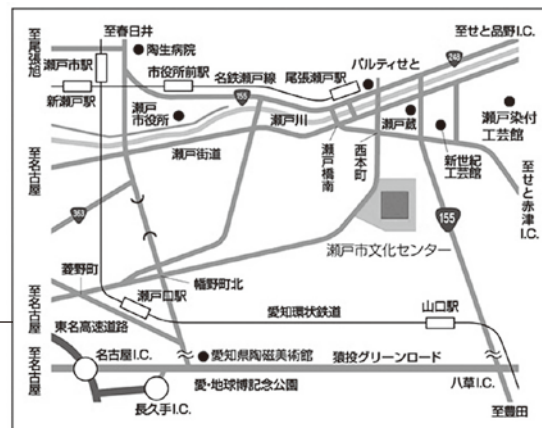 至春日井
至せと品野I.C.
至尾張旭
瀬戸市駅
陶生病院
パルティせと
248
市役所前駅
名鉄瀬戸線
尾張瀬戸駅
155
新瀬戸駅
瀬戸
市役所
瀬戸川
瀬戸蔵
瀬戸染付
工芸館
至名古屋
瀬戸街道
瀬戸橋南
西本町
新世紀
工芸館
至せと赤津I.C.
363
155
瀬戸市文化センター
菱野町
瀬戸口駅
幡野町北
至名古屋
愛知環状鉄道
山口駅
東名高速道路
至名古屋
名古屋I.C.
愛知県陶磁美術館
猿投グリーンロード
愛・地球博記念公園
八草I.C.
長久手I.C.
至豊田